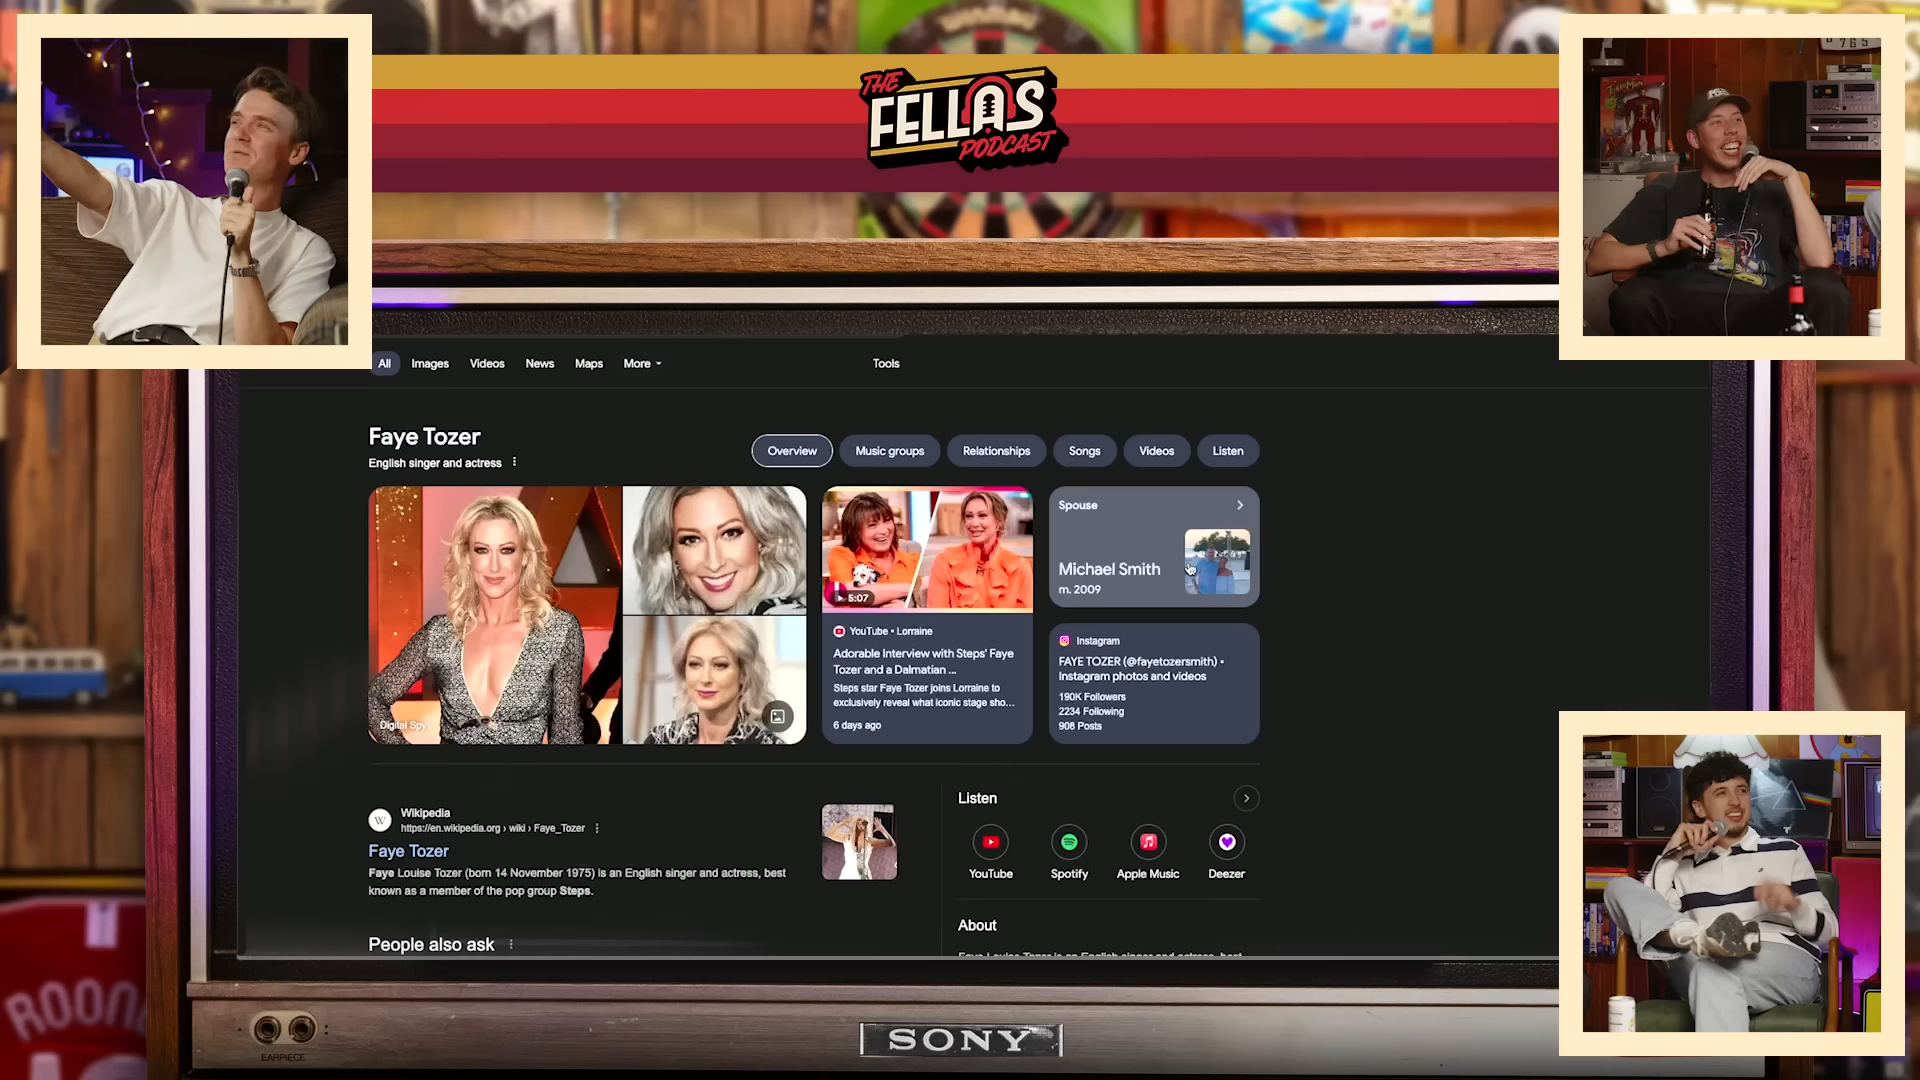 THE
FELLAS
PODCAST
All Images Videos News Maps More Tools
Faye Tozer
English singer and actress
Overview Music groups Relationships Songs Videos Listen
Digital Spy
5:07
YouTube • Lorraine
Adorable Interview with Steps' Faye
Tozer and a Dalmatian ...
Steps star Faye Tozer joins Lorraine to
exclusively reveal what iconic stage sho...
6 days ago
Spouse
Michael Smith
m. 2009
Instagram
FAYE TOZER (@fayetozersmith) •
Instagram photos and videos
190K Followers
2234 Following
908 Posts
W
Wikipedia
https://en.wikipedia.org › wiki › Faye_Tozer
Faye Tozer
Faye Louise Tozer (born 14 November 1975) is an English singer and actress, best
known as a member of the pop group Steps.
People also ask
Listen
YouTube Spotify Apple Music Deezer
About
EARPIECE
SONY